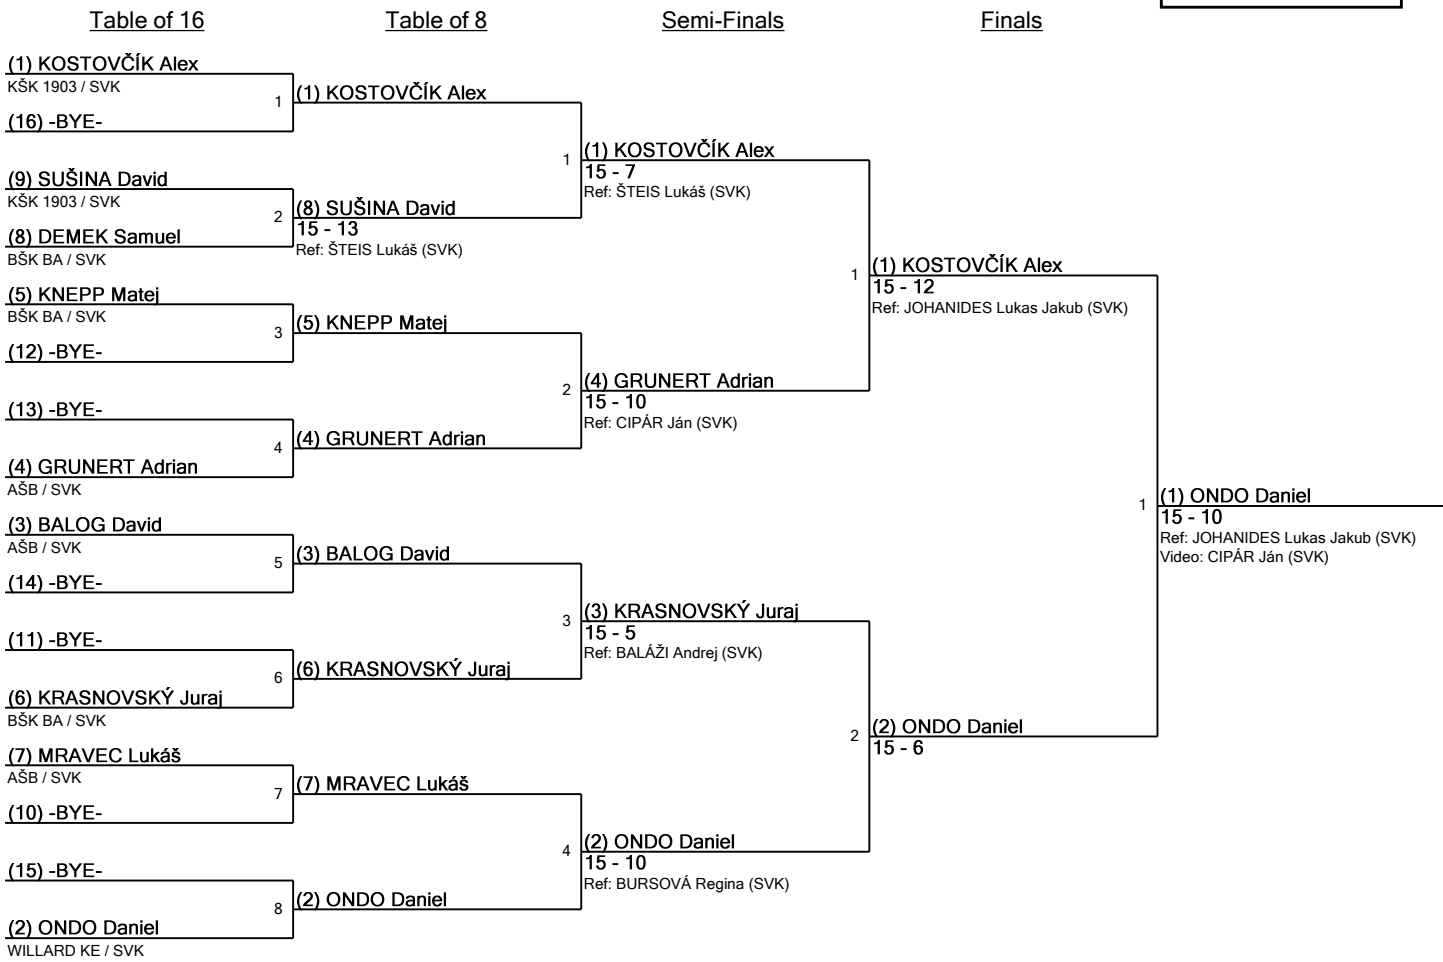 Table of 16
Table of 8
Semi-Finals
Finals
(1) KOSTOVČÍK Alex
KŠK 1903 / SVK
(16) -BYE-
(9) SUŠINA David
KŠK 1903 / SVK
(8) DEMEK Samuel
BŠK BA / SVK
(5) KNEPP Matej
BŠK BA / SVK
(12) -BYE-
(13) -BYE-
(4) GRUNERT Adrian
AŠB / SVK
(3) BALOG David
AŠB / SVK
(14) -BYE-
(11) -BYE-
(6) KRASNOVSKÝ Juraj
BŠK BA / SVK
(7) MRAVEC Lukáš
AŠB / SVK
(10) -BYE-
(15) -BYE-
(2) ONDO Daniel
WILLARD KE / SVK
1
(1) KOSTOVČÍK Alex
2
(8) SUŠINA David
15 - 13
Ref: ŠTEIS Lukáš (SVK)
3
(5) KNEPP Matej
4
(4) GRUNERT Adrian
5
(3) BALOG David
6
(6) KRASNOVSKÝ Juraj
7
(7) MRAVEC Lukáš
8
(2) ONDO Daniel
1
(1) KOSTOVČÍK Alex
15 - 7
Ref: ŠTEIS Lukáš (SVK)
2
(4) GRUNERT Adrian
15 - 10
Ref: CIPÁR Ján (SVK)
3
(3) KRASNOVSKÝ Juraj
15 - 5
Ref: BALÁŽI Andrej (SVK)
4
(2) ONDO Daniel
15 - 10
Ref: BURSOVÁ Regina (SVK)
1
(1) KOSTOVČÍK Alex
15 - 12
Ref: JOHANIDES Lukas Jakub (SVK)
2
(2) ONDO Daniel
15 - 6
1
(1) ONDO Daniel
15 - 10
Ref: JOHANIDES Lukas Jakub (SVK)
Video: CIPÁR Ján (SVK)